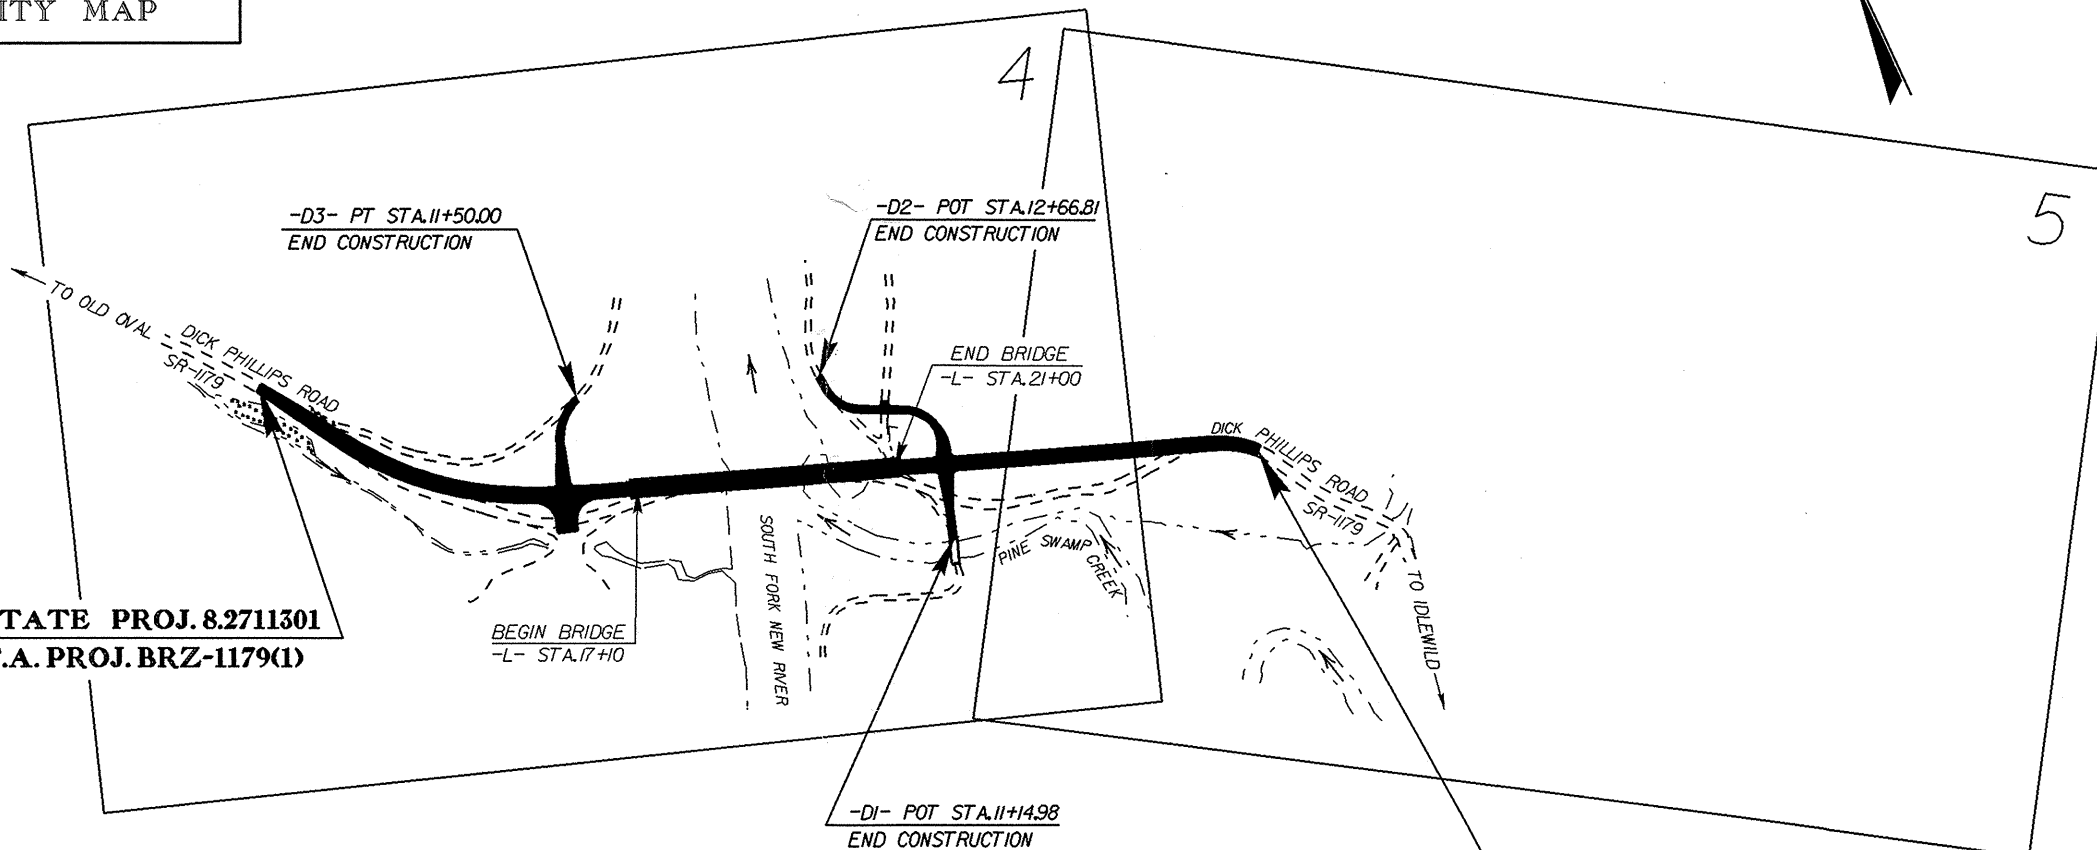 ITY MAP
4
5
-D3- PT STA.11+50.00
END CONSTRUCTION
-D2- POT STA.12+66.81
END CONSTRUCTION
TO OLD OVAL
DICK PHILLIPS ROAD
SR-1179
END BRIDGE
-L- STA.21+00
DICK PHILLIPS ROAD
SR-1179
TO IDLEWILD
PINE SWAMP CREEK
SOUTH FORK NEW RIVER
BEGIN BRIDGE
-L- STA.17+10
TATE PROJ. 8.2711301
.A. PROJ. BRZ-1179(1)
-D1- POT STA.11+14.98
END CONSTRUCTION